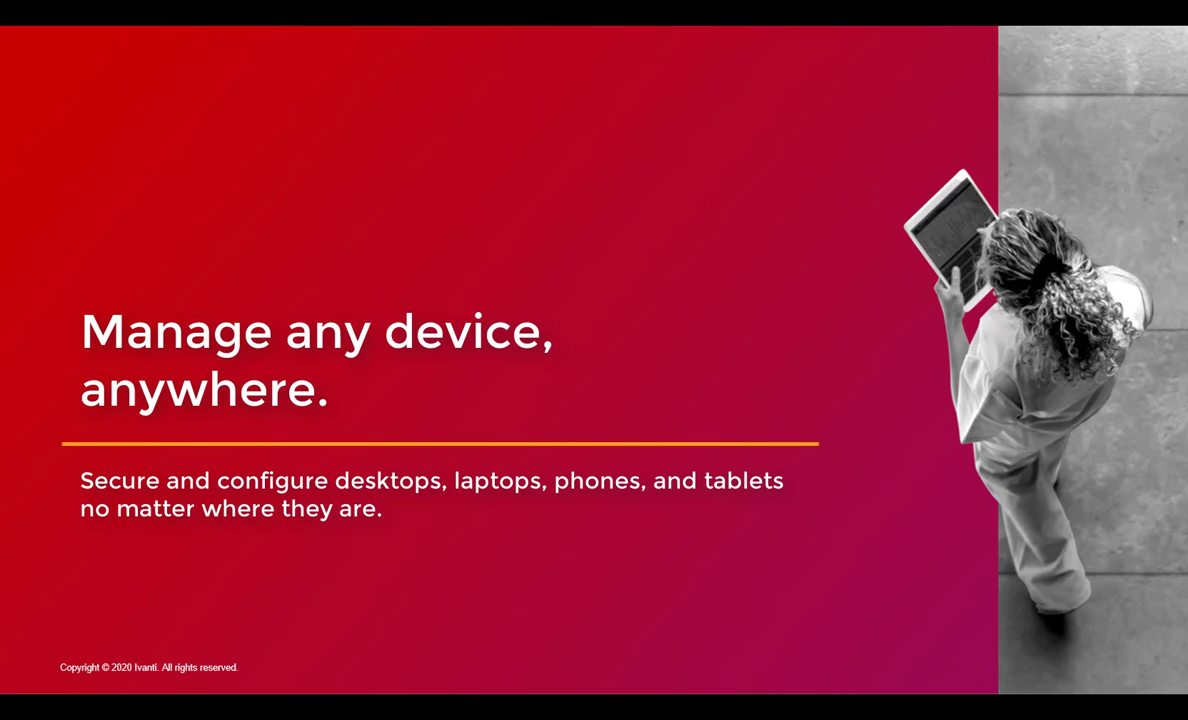 Manage any device,
anywhere.
Secure and configure desktops, laptops, phones, and tablets
no matter where they are.
Copyright © 2020 Ivanti. All rights reserved.